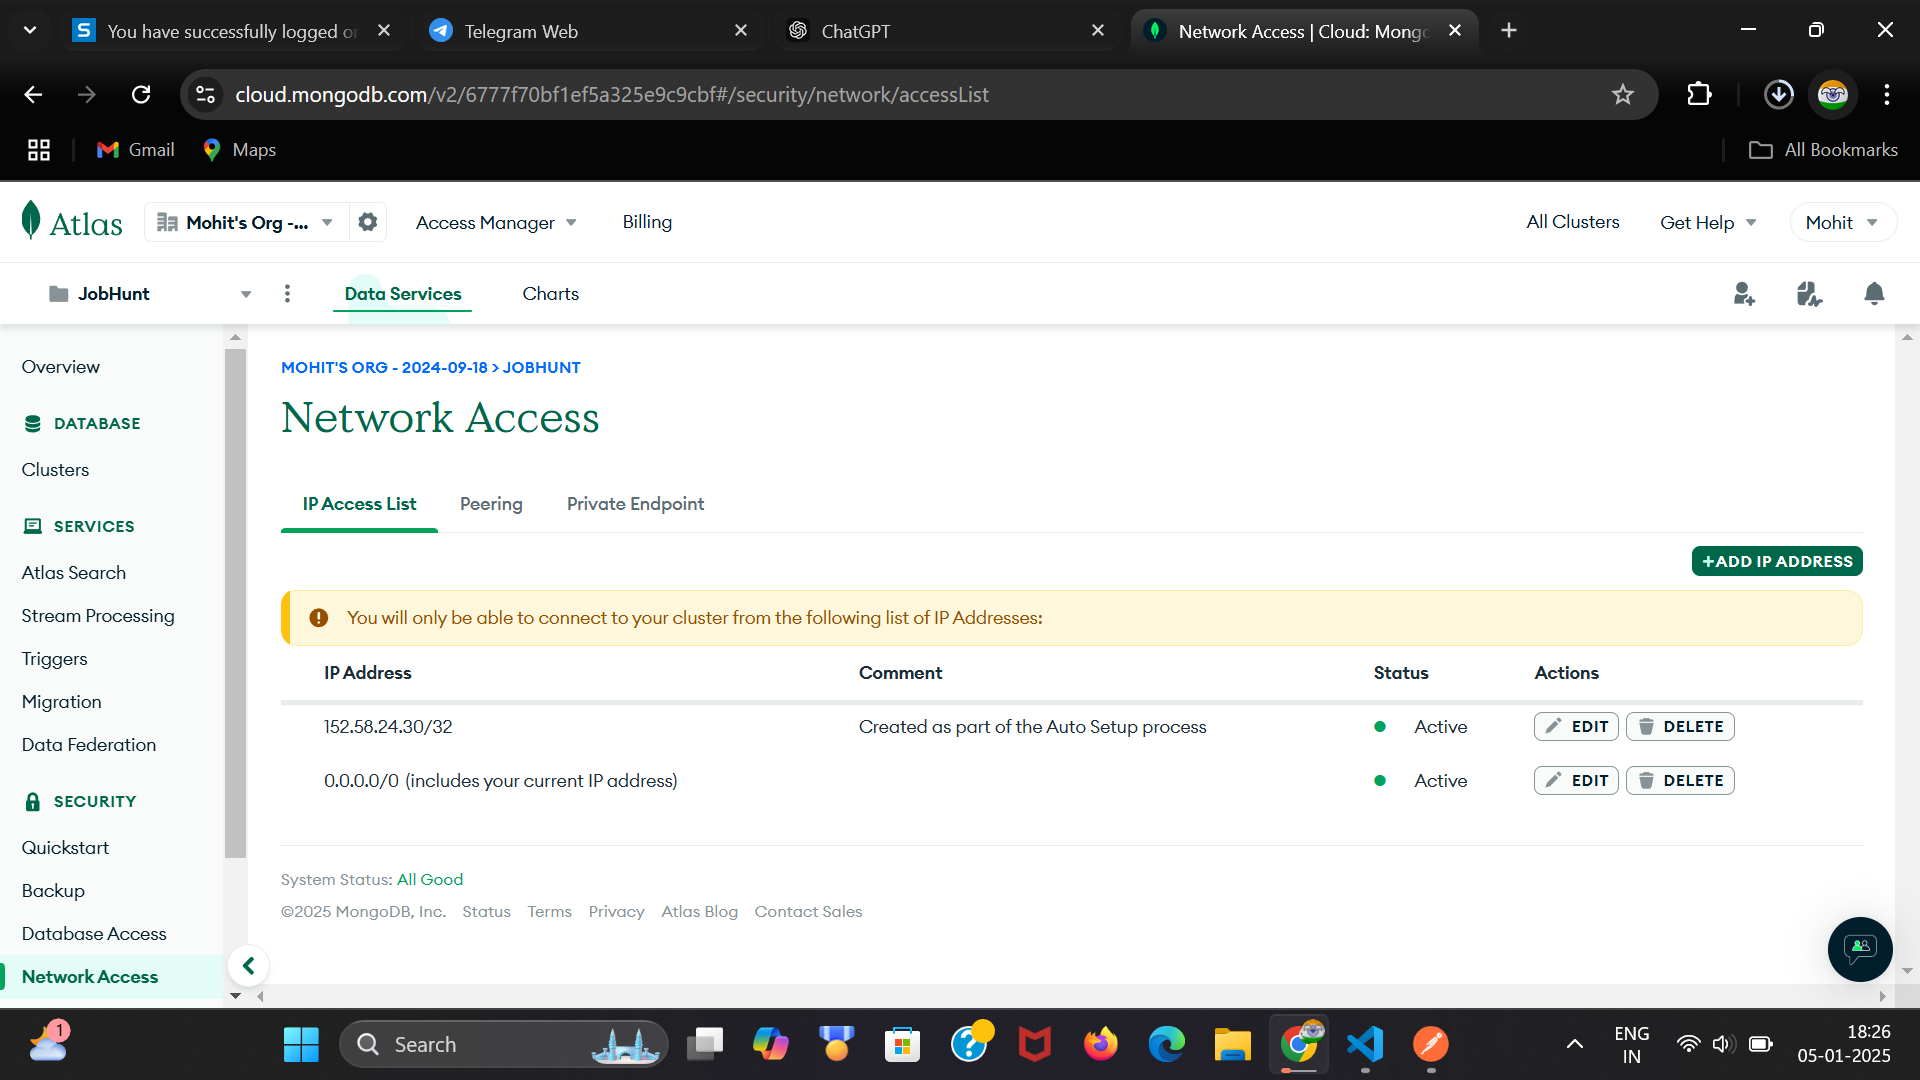 You have successfully logged o
Telegram Web
ChatGPT
Network Access | Cloud: Mongo
cloud.mongodb.com/v2/6777f70bf1ef5a325e9c9cbf#/security/network/accessList
Gmail
Maps
All Bookmarks
Atlas
Mohit's Org -...
Access Manager
Billing
All Clusters
Get Help
Mohit
JobHunt
Data Services
Charts
Overview
DATABASE
Clusters
SERVICES
Atlas Search
Stream Processing
Triggers
Migration
Data Federation
SECURITY
Quickstart
Backup
Database Access
Network Access
MOHIT'S ORG - 2024-09-18 > JOBHUNT
Network Access
IP Access List
Peering
Private Endpoint
+ADD IP ADDRESS
You will only be able to connect to your cluster from the following list of IP Addresses:
IP Address Comment Status Actions
152.58.24.30/32 Created as part of the Auto Setup process Active EDIT DELETE
0.0.0.0/0 (includes your current IP address) Active EDIT DELETE
System Status: All Good
©2025 MongoDB, Inc. Status Terms Privacy Atlas Blog Contact Sales
1
Search
ENG
IN
18:26
05-01-2025